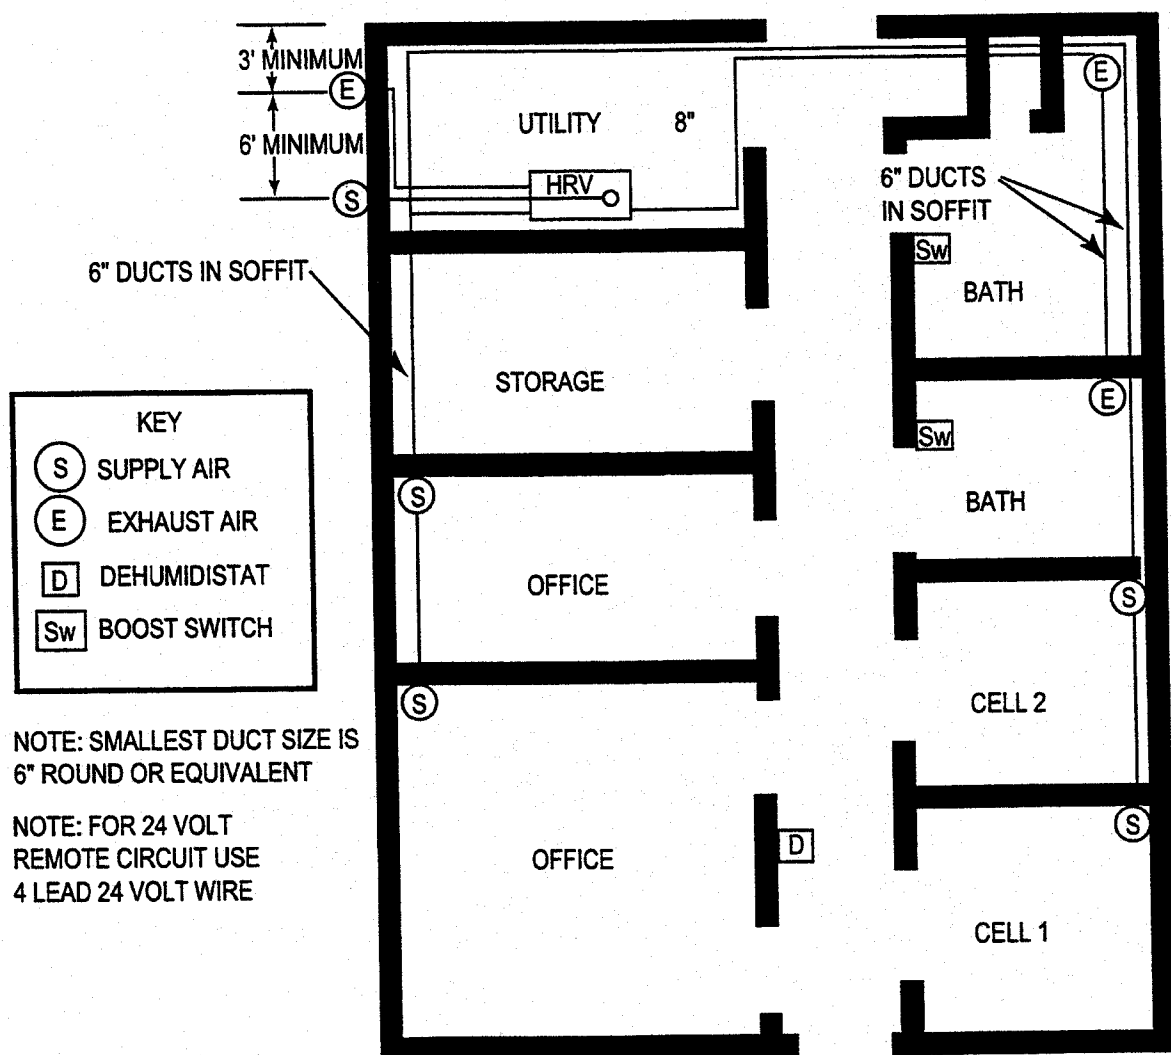 3' MINIMUM
E
6' MINIMUM
S
UTILITY
8"
HRV
E
6" DUCTS
IN SOFFIT
Sw
BATH
6" DUCTS IN SOFFIT
STORAGE
E
Sw
BATH
KEY
S SUPPLY AIR
E EXHAUST AIR
D DEHUMIDISTAT
Sw BOOST SWITCH
S
OFFICE
S
CELL 2
S
NOTE: SMALLEST DUCT SIZE IS
6" ROUND OR EQUIVALENT
NOTE: FOR 24 VOLT
REMOTE CIRCUIT USE
4 LEAD 24 VOLT WIRE
OFFICE
D
S
CELL 1